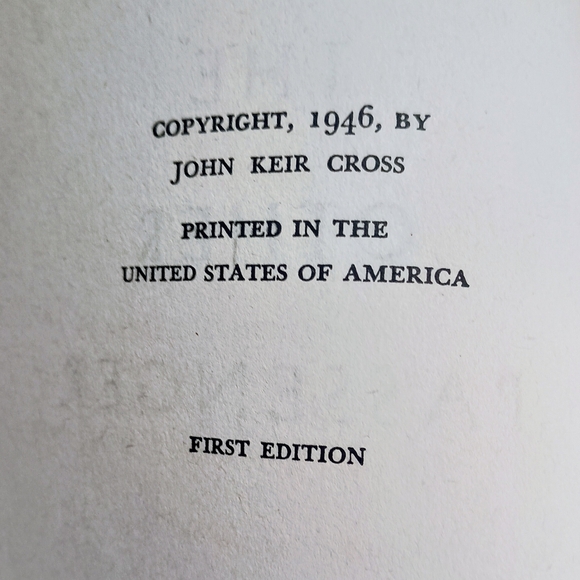 COPYRIGHT, 1946, BY
JOHN KEIR CROSS
PRINTED IN THE
UNITED STATES OF AMERICA
FIRST EDITION